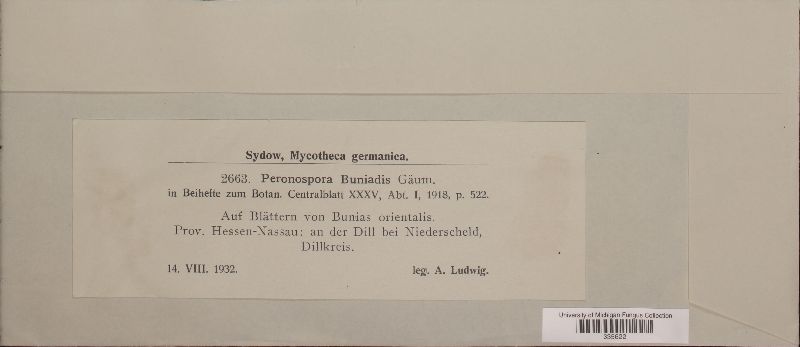 Sydow, Mycotheca germanica.
2663. Peronospora Buniadis Gäum.
in Beihefte zum Botan. Centralblatt XXXV, Abt. I, 1918, p. 522.
Auf Blättern von Bunias orientalis.
Prov. Hessen-Nassau: an der Dill bei Niederscheld,
Dillkreis.
14. VIII. 1932. leg. A. Ludwig.
University of Michigan Fungus Collection